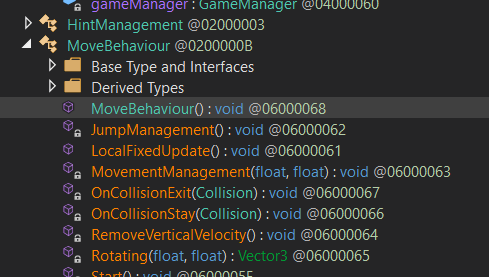 gameManager : GameManager @04000060
HintManagement @02000003
MoveBehaviour @0200000B
Base Type and Interfaces
Derived Types
MoveBehaviour() : void @06000068
JumpManagement() : void @06000062
LocalFixedUpdate() : void @06000061
MovementManagement(float, float) : void @06000063
OnCollisionExit(Collision) : void @06000067
OnCollisionStay(Collision) : void @06000066
RemoveVerticalVelocity() : void @06000064
Rotating(float, float) : Vector3 @06000065
Start() : void @0600005F